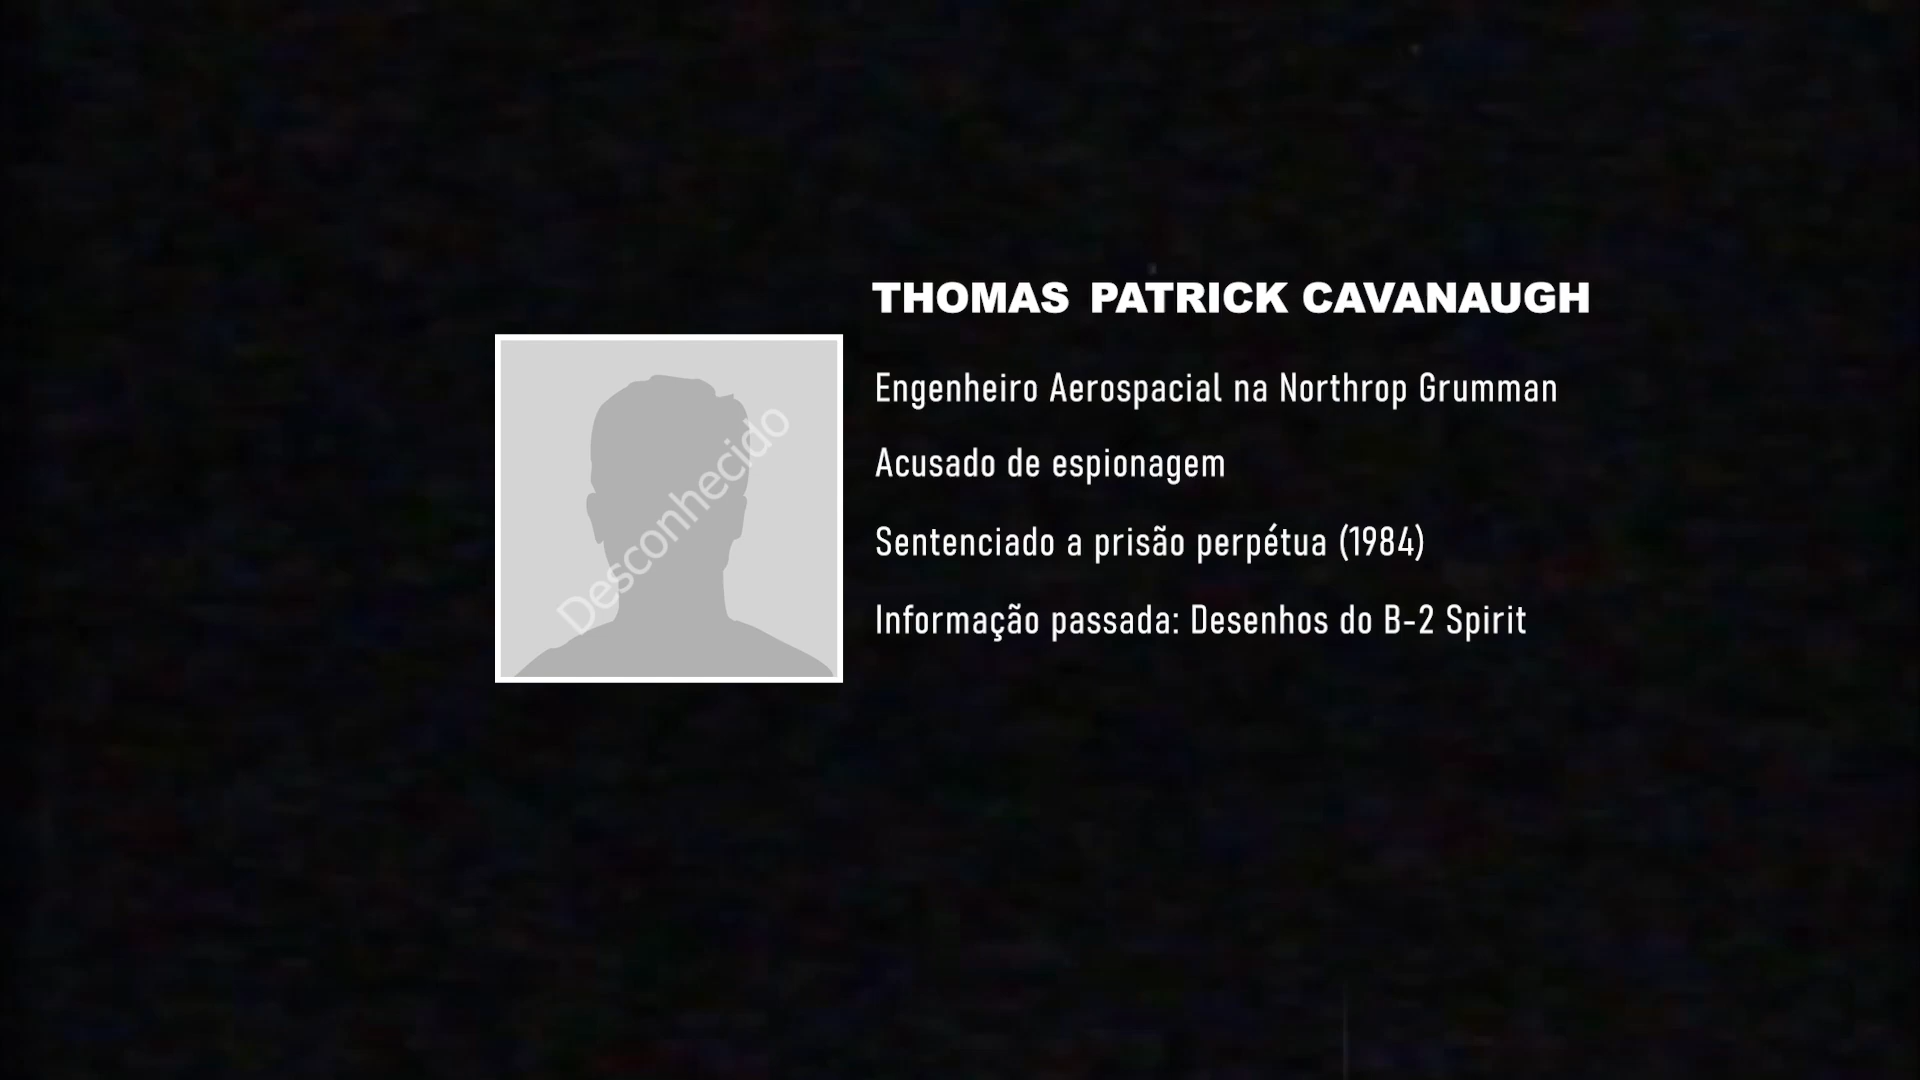 THOMAS PATRICK CAVANAUGH
Engenheiro Aerospacial na Northrop Grumman
Acusado de espionagem
Sentenciado a prisão perpétua (1984)
Informação passada: Desenhos do B-2 Spirit
Desconhecido